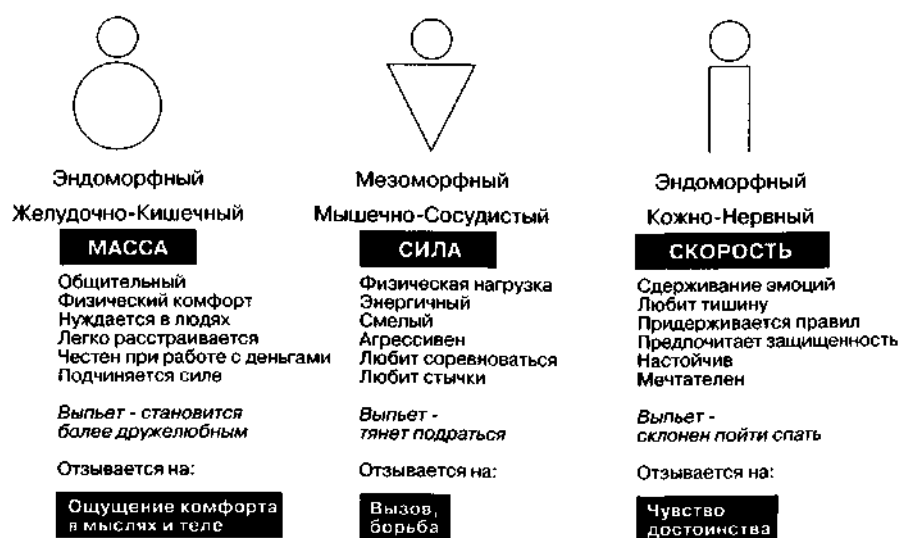 Эндоморфный
Желудочно-Кишечный
МАССА
Общительный
Физический комфорт
Нуждается в людях
Легко расстраивается
Честен при работе с деньгами
Подчиняется силе
Выпьет - становится
более дружелюбным
Отзывается на:
Ощущение комфорта
в мыслях и теле
Мезоморфный
Мышечно-Сосудистый
СИЛА
Физическая нагрузка
Энергичный
Смелый
Агрессивен
Любит соревноваться
Любит стычки
Выпьет -
тянет подраться
Отзывается на:
Вызов,
борьба
Эндоморфный
Кожно-Нервный
СКОРОСТЬ
Сдерживание эмоций
Любит тишину
Придерживается правил
Предпочитает защищенность
Настойчив
Мечтателен
Выпьет -
склонен пойти спать
Отзывается на:
Чувство
достоинства